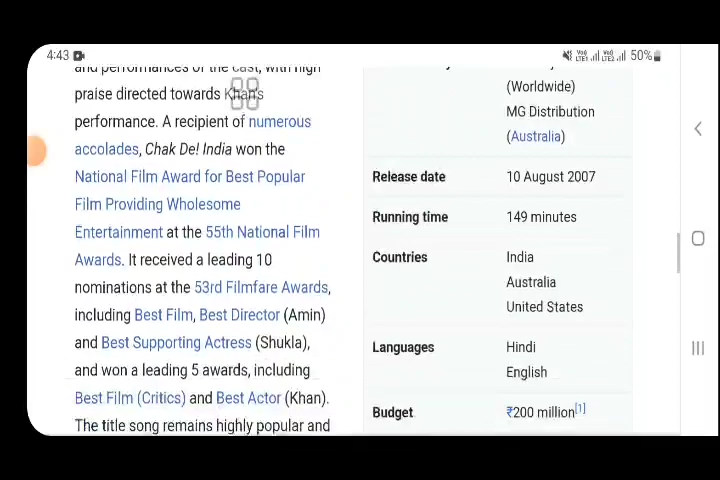 4:43
50%
and performances of the cast, with high
praise directed towards Khan's
performance. A recipient of numerous
accolades, Chak De! India won the
National Film Award for Best Popular
Film Providing Wholesome
Entertainment at the 55th National Film
Awards. It received a leading 10
nominations at the 53rd Filmfare Awards,
including Best Film, Best Director (Amin)
and Best Supporting Actress (Shukla),
and won a leading 5 awards, including
Best Film (Critics) and Best Actor (Khan).
The title song remains highly popular and
(Worldwide)
MG Distribution
(Australia)
Release date 10 August 2007
Running time 149 minutes
Countries India
Australia
United States
Languages Hindi
English
Budget ₹200 million[1]